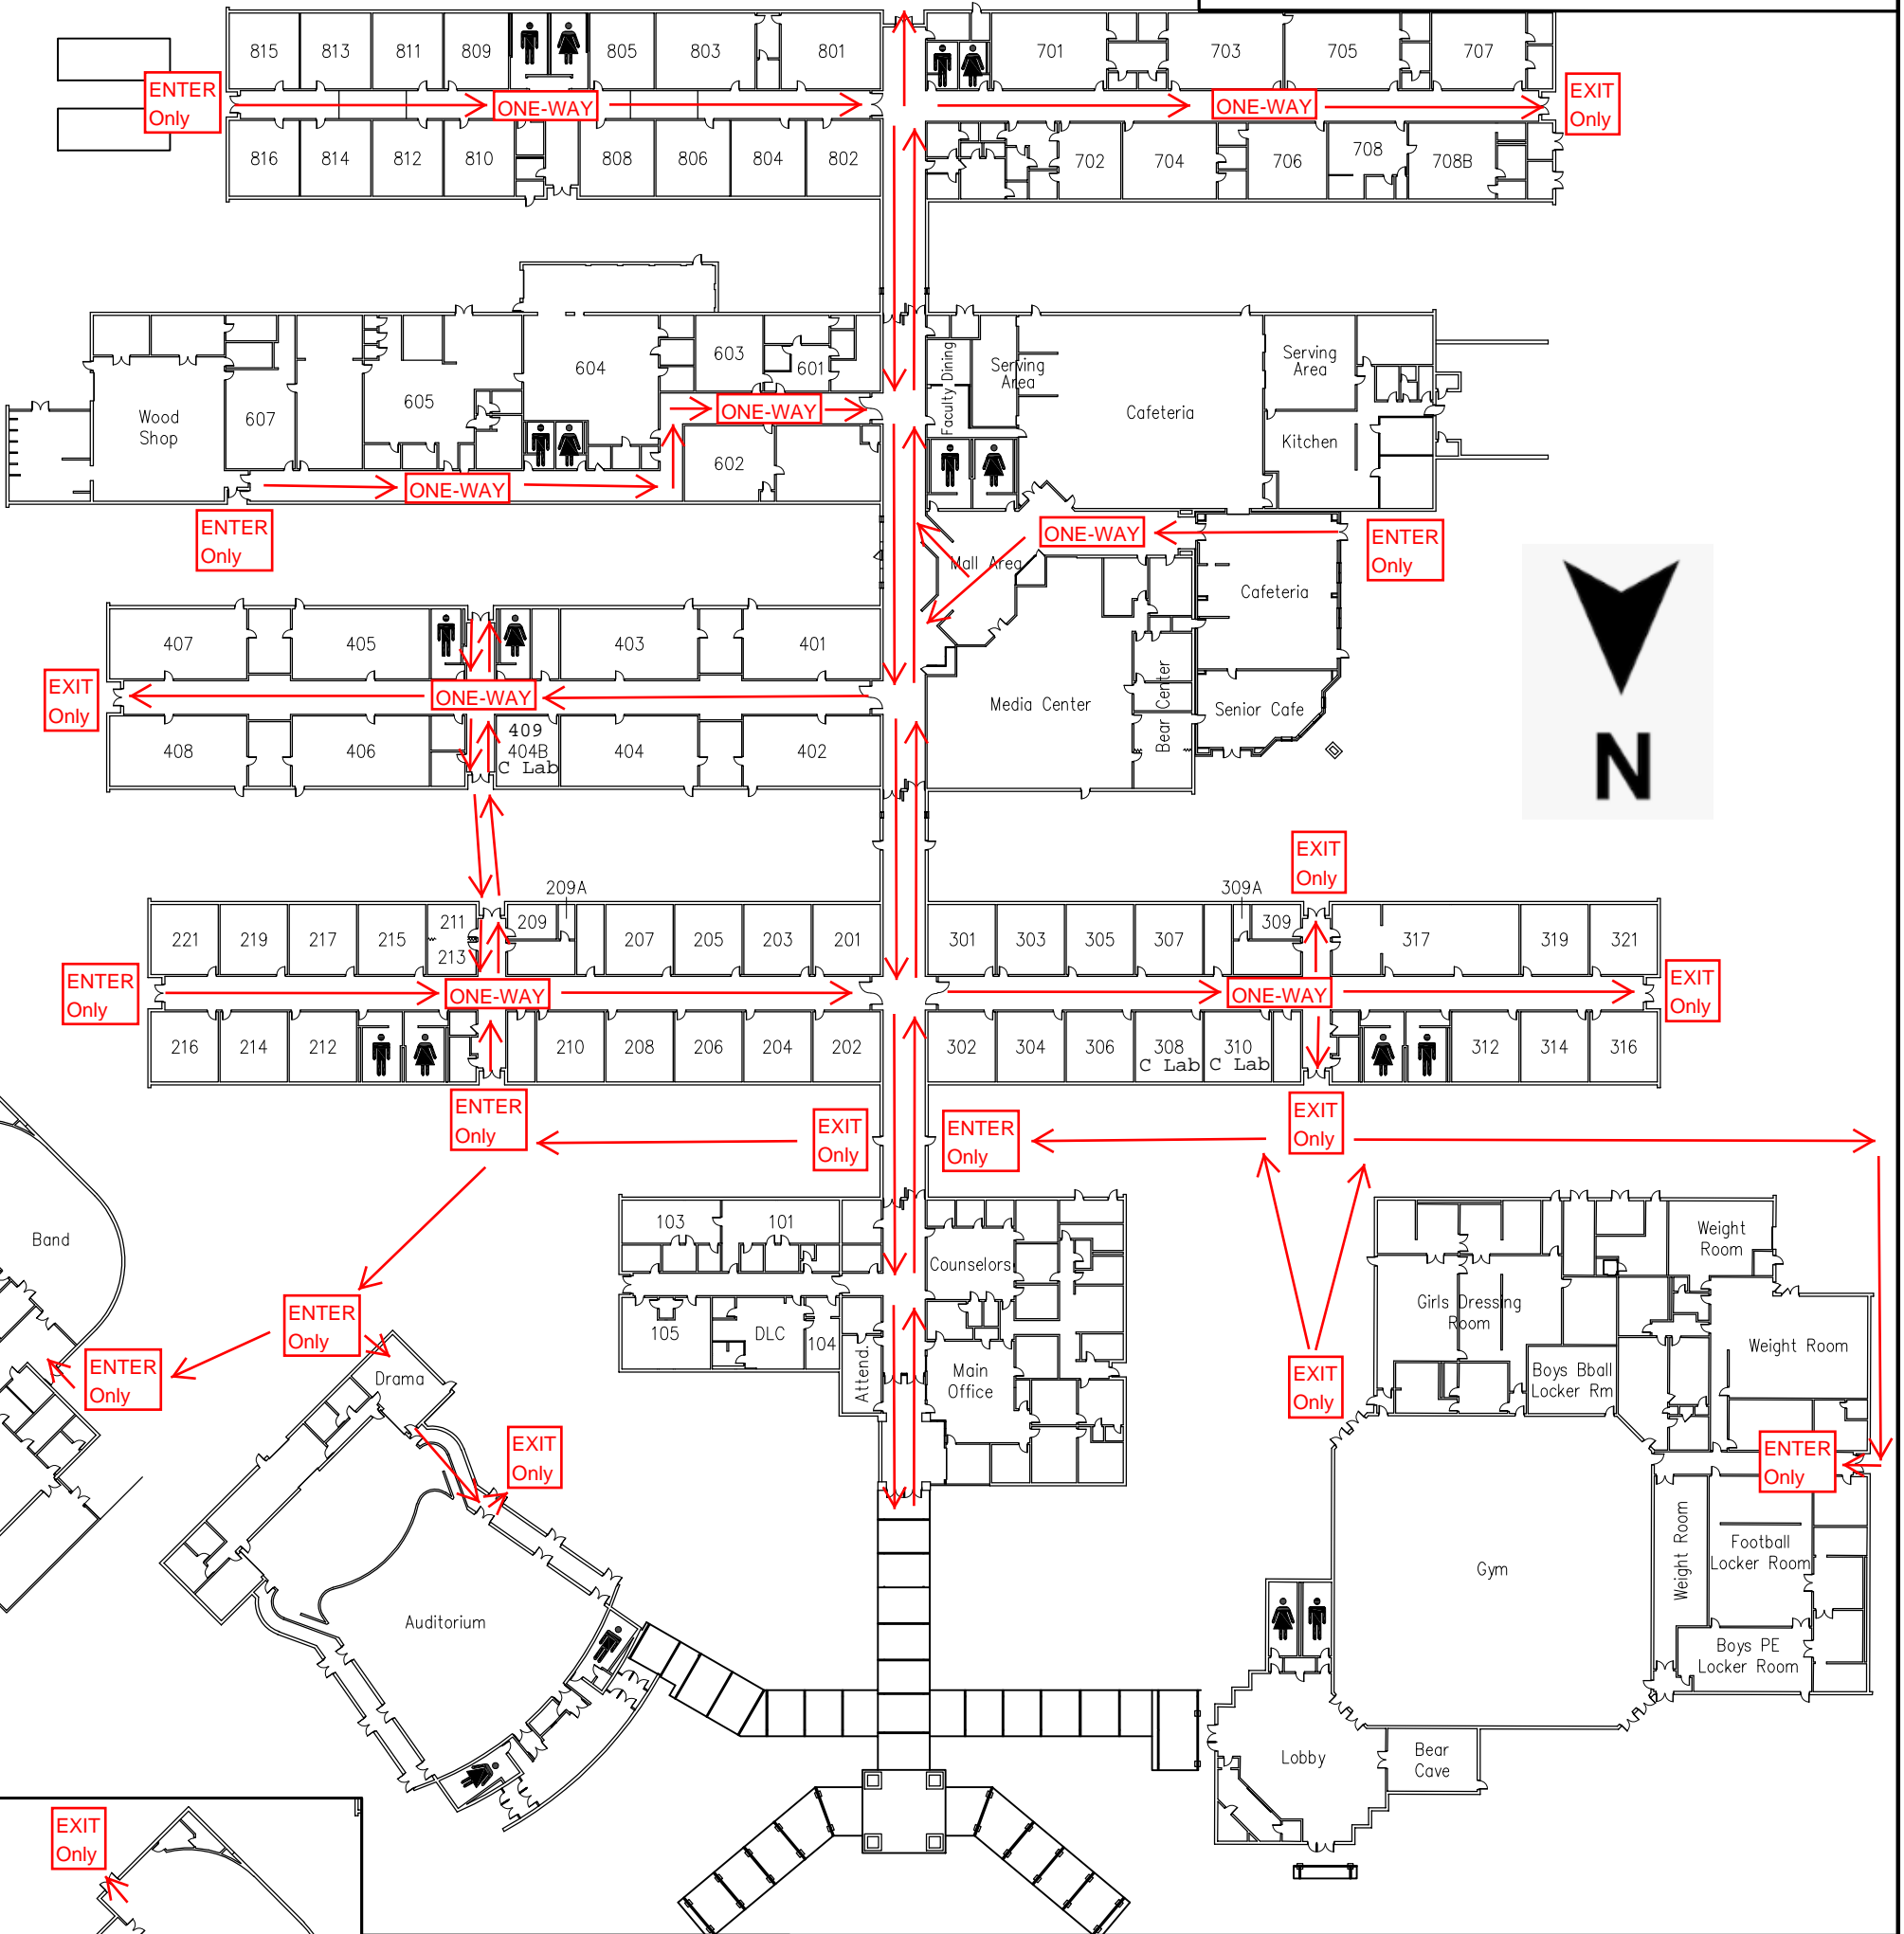 815 813 811 809 805 803 801 701 703 705 707
ENTER
Only
ONE-WAY
ONE-WAY
EXIT
Only
816 814 812 810 808 806 804 802 702 704 706 708 708B
603
601
604
605
607
Wood
Shop
ONE-WAY
602
ONE-WAY
ENTER
Only
Faculty Dining
Serving
Area
Cafeteria
Serving
Area
Kitchen
ONE-WAY
ENTER
Only
Mall Area
Cafeteria
407 405 403 401
EXIT
Only
ONE-WAY
Media Center
Bear Center
Senior Cafe
408 406
409
404B
C Lab
404 402
N
EXIT
Only
209A
309A
221 219 217 215
211
213
209 207 205 203 201 301 303 305 307 309 317 319 321
ENTER
Only
ONE-WAY
ONE-WAY
EXIT
Only
216 214 212 210 208 206 204 202 302 304 306
308
C Lab
310
C Lab
312 314 316
ENTER
Only
EXIT
Only
ENTER
Only
EXIT
Only
Band
103 101
Counselors
105 DLC 104
Attend.
Main
Office
Weight
Room
Girls Dressing
Room
Weight Room
Boys Bball
Locker Rm
ENTER
Only
ENTER
Only
Drama
EXIT
Only
EXIT
Only
ENTER
Only
Weight Room
Football
Locker Room
Gym
Auditorium
Boys PE
Locker Room
Lobby
Bear
Cave
EXIT
Only